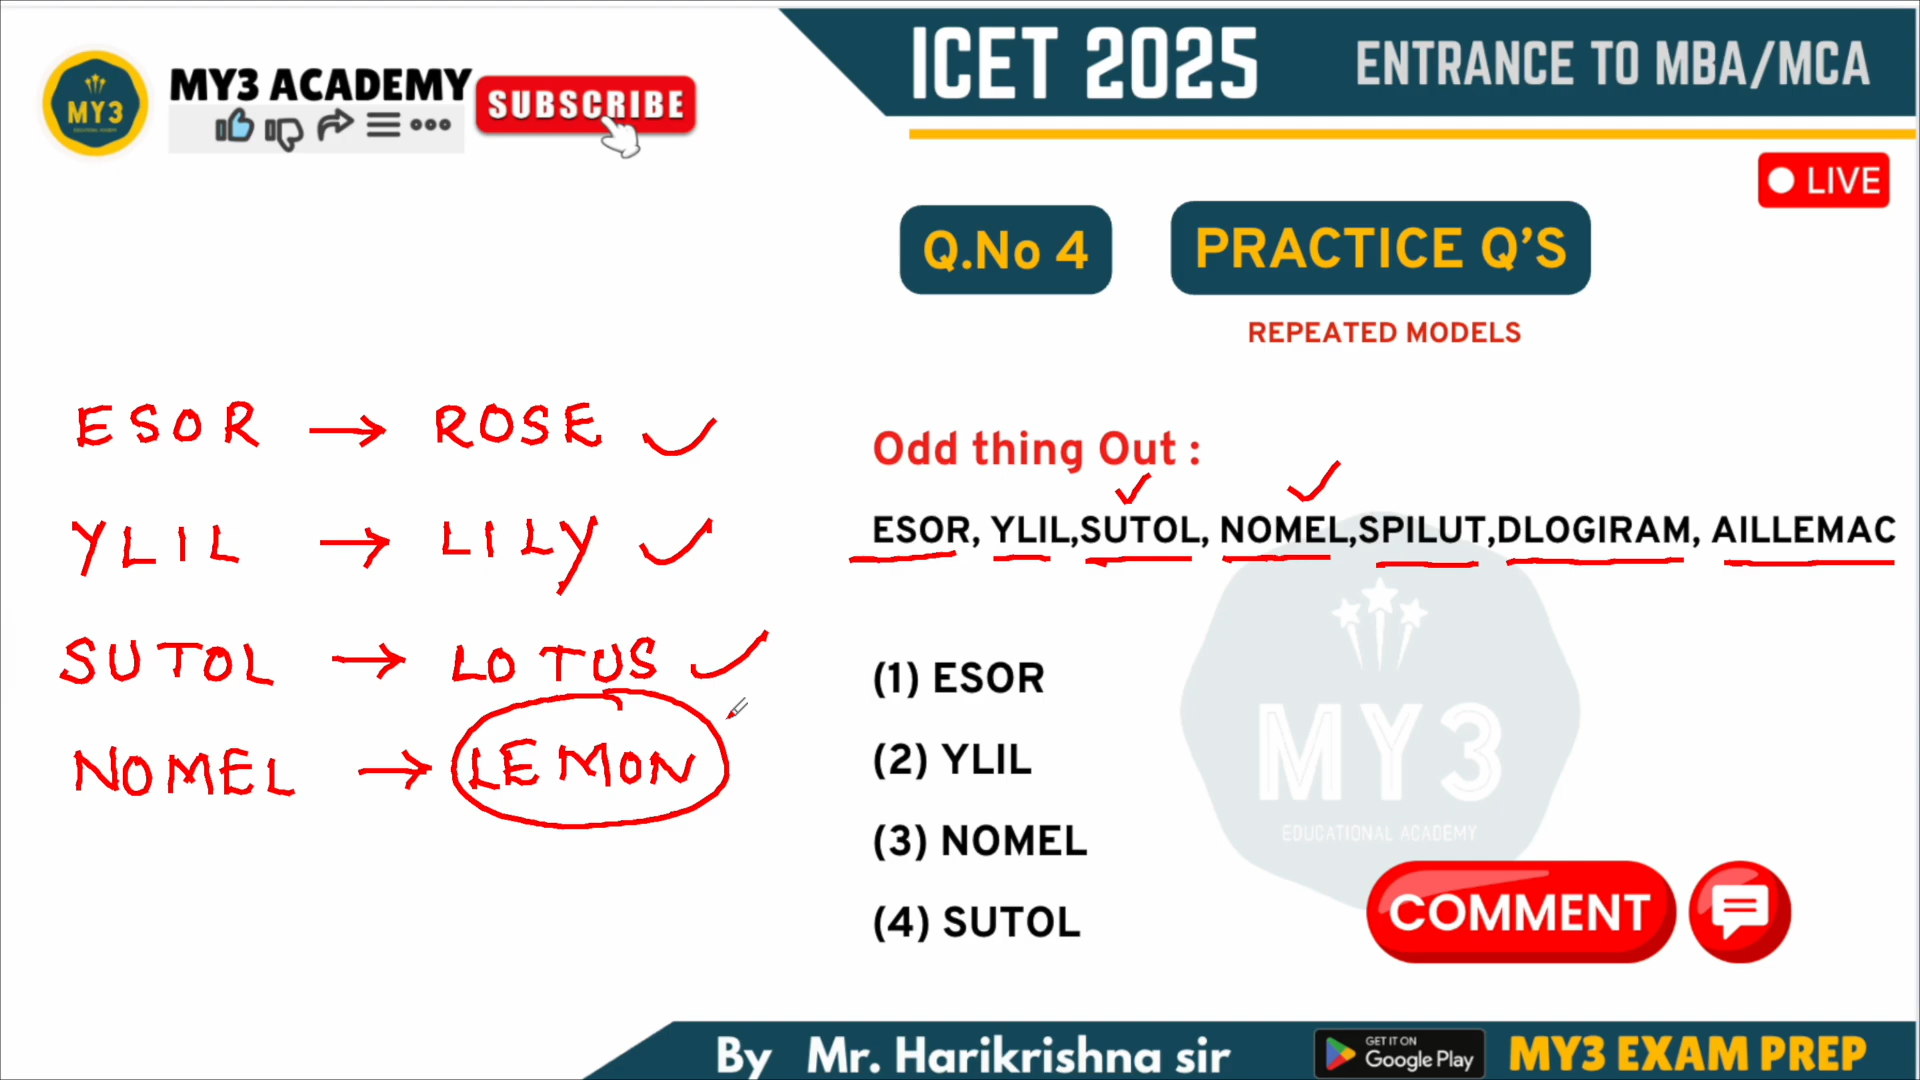 MY3 ACADEMY
SUBSCRIBE
MY3
ICET 2025 ENTRANCE TO MBA/MCA
LIVE
Q.No 4 PRACTICE Q'S
REPEATED MODELS
ESOR → ROSE
YLIL → LILY
SUTOL → LOTUS
NOMEL → LEMON
Odd thing Out :
ESOR, YLIL,SUTOL, NOMEL,SPILUT,DLOGIRAM, AILLEMAC
(1) ESOR
(2) YLIL
(3) NOMEL
(4) SUTOL
MY3
EDUCATIONAL ACADEMY
COMMENT
By Mr. Harikrishna sir
GET IT ON
Google Play
MY3 EXAM PREP